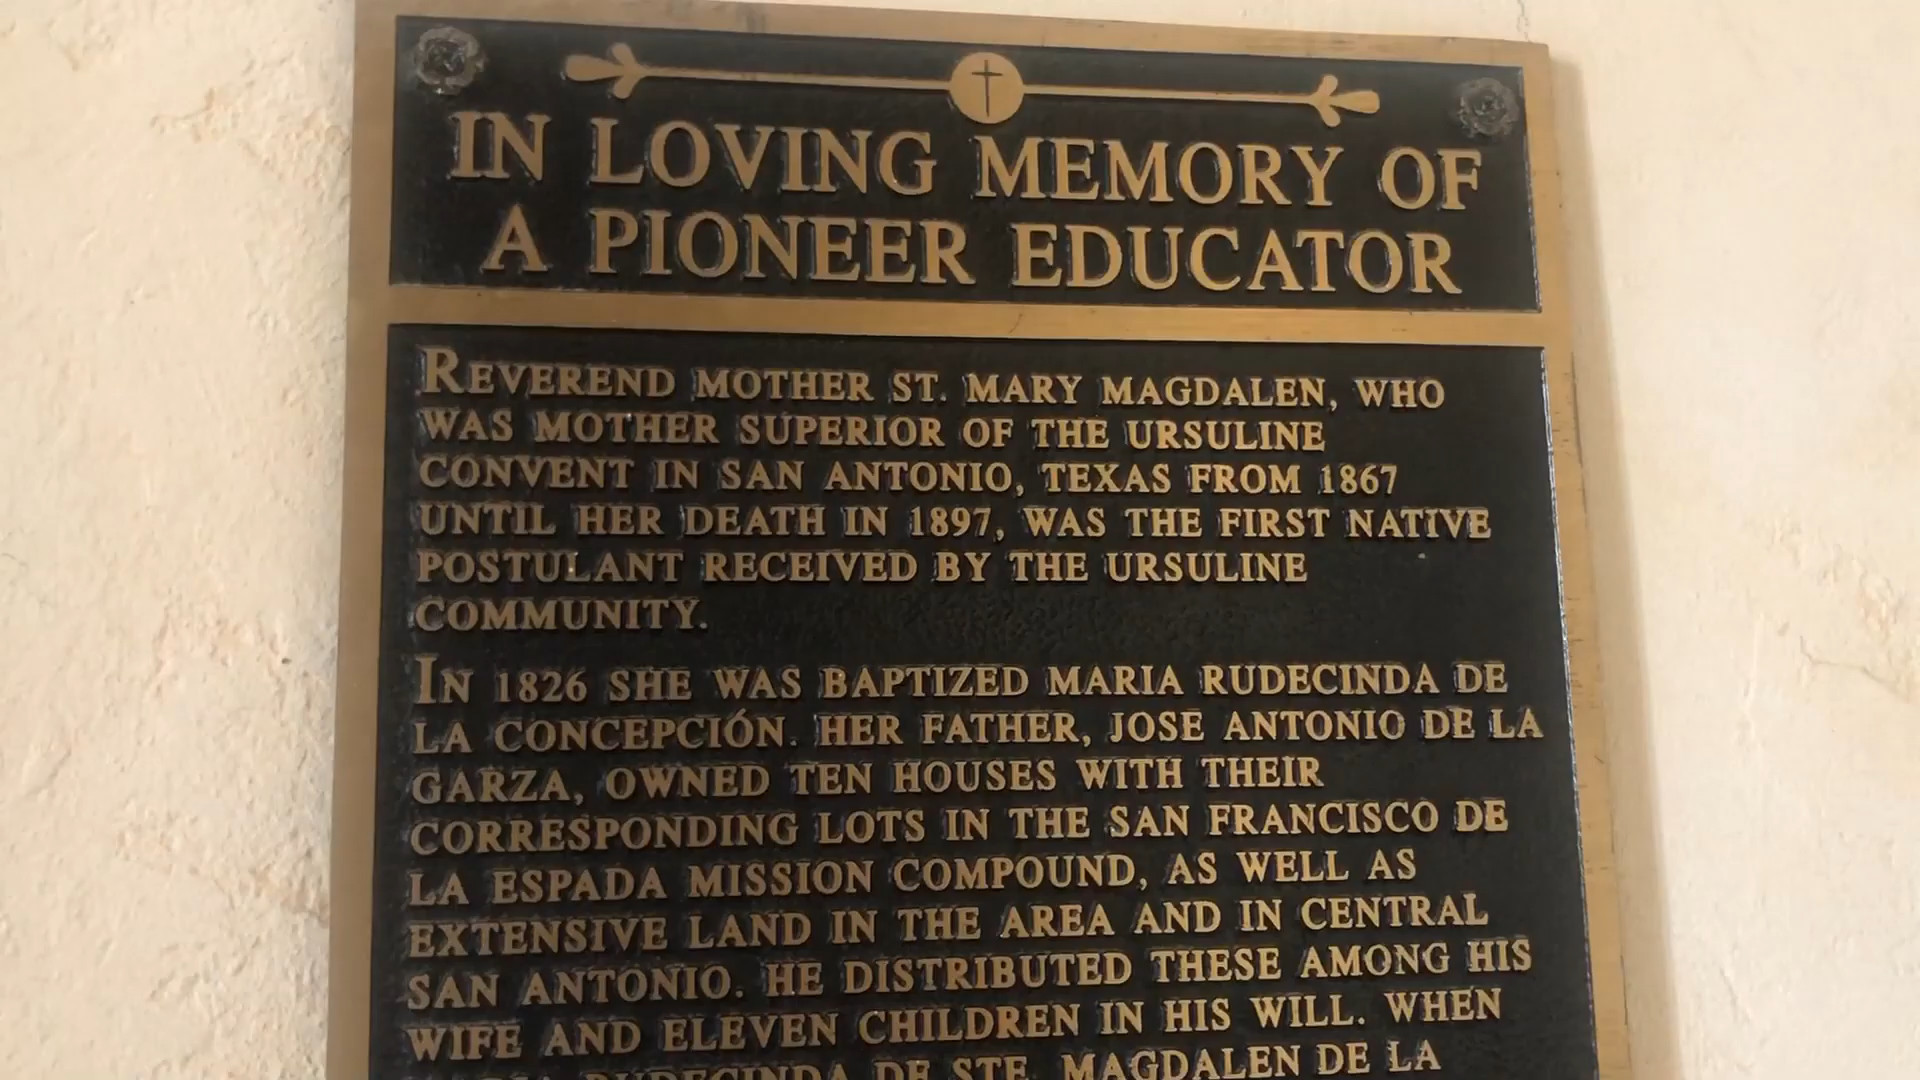 IN LOVING MEMORY OF
A PIONEER EDUCATOR
REVEREND MOTHER ST. MARY MAGDALEN, WHO
WAS MOTHER SUPERIOR OF THE URSULINE
CONVENT IN SAN ANTONIO, TEXAS FROM 1867
UNTIL HER DEATH IN 1897, WAS THE FIRST NATIVE
POSTULANT RECEIVED BY THE URSULINE
COMMUNITY.
IN 1826 SHE WAS BAPTIZED MARIA RUDECINDA DE
LA CONCEPCIÓN. HER FATHER, JOSE ANTONIO DE LA
GARZA, OWNED TEN HOUSES WITH THEIR
CORRESPONDING LOTS IN THE SAN FRANCISCO DE
LA ESPADA MISSION COMPOUND, AS WELL AS
EXTENSIVE LAND IN THE AREA AND IN CENTRAL
SAN ANTONIO. HE DISTRIBUTED THESE AMONG HIS
WIFE AND ELEVEN CHILDREN IN HIS WILL. WHEN
RUDECINDA DE STE. MAGDALEN DE LA